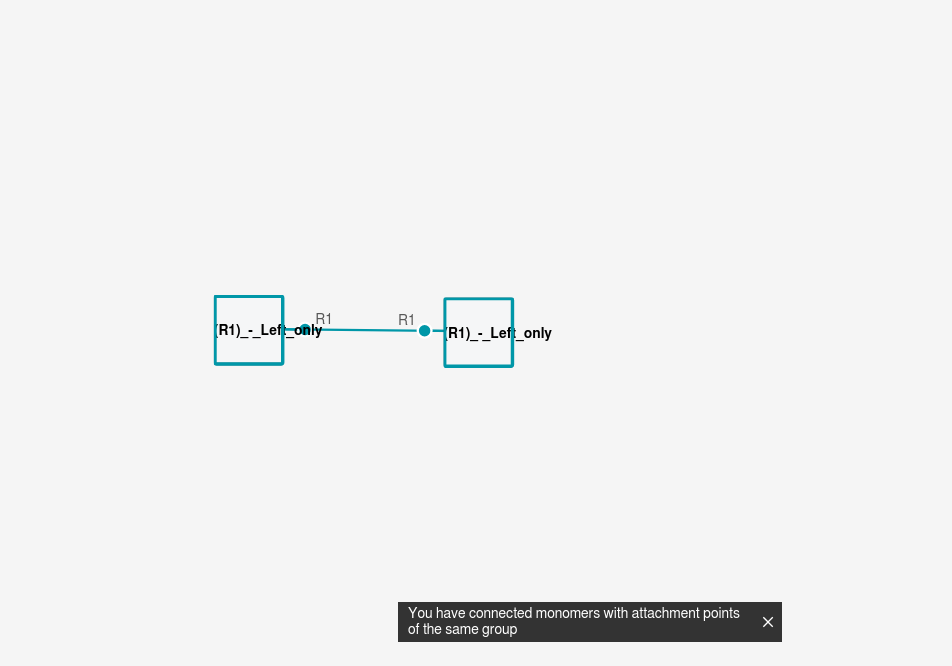 R1
R1
(R1)_-_Left_only
(R1)_-_Left_only
You have connected monomers with attachment points
of the same group